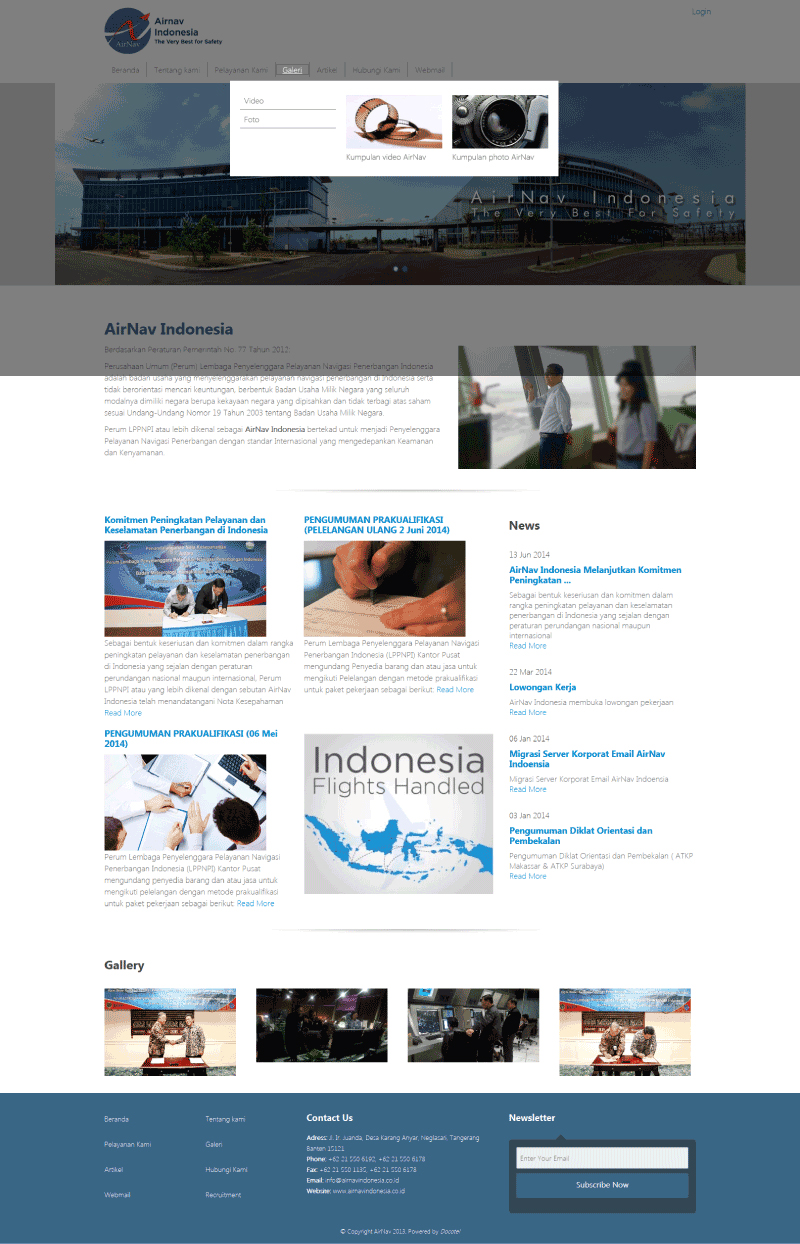 Login
Airnav
Indonesia
The Very Best for Safety
AirNav
Beranda Tentang kami Pelayanan Kami Galeri Artikel Hubungi Kami Webmail
Video
Foto
Kumpulan video AirNav
Kumpulan photo AirNav
AirNav Indonesia
The Very Best For Safety
AirNav Indonesia
Berdasarkan Peraturan Pemerintah No. 77 Tahun 2012
Perusahaan Umum (Perum) Lembaga Penyelenggara Pelayanan Navigasi Penerbangan Indonesia
adalah badan usaha yang menyelenggarakan pelayanan navigasi penerbangan di Indonesia serta
tidak berorientasi mencari keuntungan, berbentuk Badan Usaha Milik Negara yang seluruh
modalnya dimiliki negara berupa kekayaan negara yang dipisahkan dan tidak terbagi atas saham
sesuai Undang-Undang Nomor 19 Tahun 2003 tentang Badan Usaha Milik Negara.
Perum LPPNPI atau lebih dikenal sebagai AirNav Indonesia bertekad untuk menjadi Penyelenggara
Pelayanan Navigasi Penerbangan dengan standar Internasional yang mengedepankan Keamanan
dan Kenyamanan.
Komitmen Peningkatan Pelayanan dan
Keselamatan Penerbangan di Indonesia
Sebagai bentuk keseriusan dan komitmen dalam rangka
peningkatan pelayanan dan keselamatan penerbangan
di Indonesia yang sejalan dengan peraturan
perundangan nasional maupun internasional, Perum
LPPNPI atau yang lebih dikenal dengan sebutan AirNav
Indonesia telah menandatangani Nota Kesepahaman
Read More
PENGUMUMAN PRAKUALIFIKASI
(PELELANGAN ULANG 2 Juni 2014)
Perum Lembaga Penyelenggara Pelayanan Navigasi
Penerbangan Indonesia (LPPNPI) Kantor Pusat
mengundang Penyedia barang dan atau jasa untuk
mengikuti Pelelangan dengan metode prakualifikasi
untuk paket pekerjaan sebagai berikut: Read More
PENGUMUMAN PRAKUALIFIKASI (06 Mei
2014)
Perum Lembaga Penyelenggara Pelayanan Navigasi
Penerbangan Indonesia (LPPNPI) Kantor Pusat
mengundang penyedia barang dan atau jasa untuk
mengikuti pelelangan dengan metode prakualifikasi
untuk paket pekerjaan sebagai berikut: Read More
Indonesia
Flights Handled
News
13 Jun 2014
AirNav Indonesia Melanjutkan Komitmen
Peningkatan ...
Sebagai bentuk keseriusan dan komitmen dalam
rangka peningkatan pelayanan dan keselamatan
penerbangan di Indonesia yang sejalan dengan
peraturan perundangan nasional maupun
internasional
Read More
22 Mar 2014
Lowongan Kerja
AirNav Indonesia membuka lowongan pekerjaan
Read More
06 Jan 2014
Migrasi Server Korporat Email AirNav
Indoensia
Migrasi Server Korporat Email AirNav Indoensia
Read More
03 Jan 2014
Pengumuman Diklat Orientasi dan
Pembekalan
Pengumuman Diklat Orientasi dan Pembekalan ( ATKP
Makassar & ATKP Surabaya)
Read More
Gallery
Beranda Tentang kami
Pelayanan Kami Galeri
Artikel Hubungi Kami
Webmail Recruitment
Contact Us
Adress: Jl. Ir. Juanda, Desa Karang Anyar, Neglasari, Tangerang
Banten 15121
Phone: +62 21 550 6192, +62 21 550 6178
Fax: +62 21 550 1135, +62 21 550 6178
Email: info@airnavindonesia.co.id
Website: www.airnavindonesia.co.id
Newsletter
Enter Your Email
Subscribe Now
© Copyright AirNav 2013. Powered by Docotel